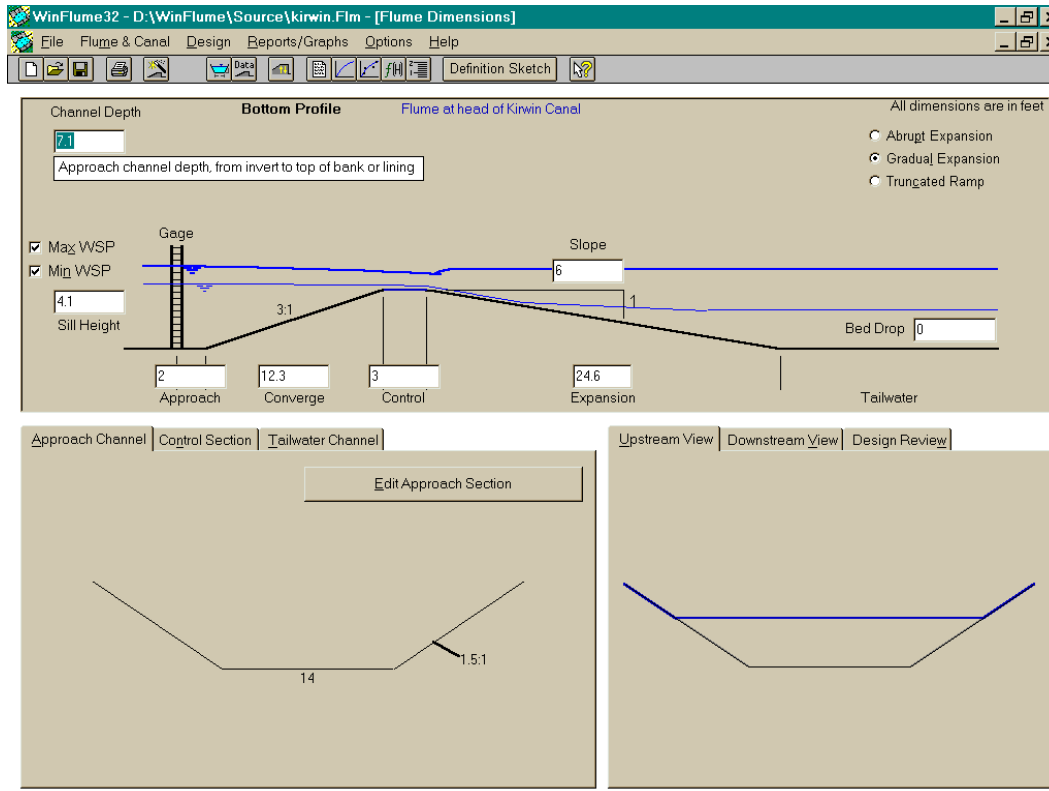 WinFlume32 - D:\WinFlume\Source\kirwin.Flm - [Flume Dimensions]
File Flume & Canal Design Reports/Graphs Options Help
Data f(H) Definition Sketch
Channel Depth Bottom Profile Flume at head of Kirwin Canal All dimensions are in feet
7.1 Abrupt Expansion
Approach channel depth, from invert to top of bank or lining Gradual Expansion
Truncated Ramp
Gage
Max WSP Slope
Min WSP 6
4.1 3:1 1
Sill Height Bed Drop 0
2 12.3 3 24.6
Approach Converge Control Expansion Tailwater
Approach Channel Control Section Tailwater Channel Upstream View Downstream View Design Review
Edit Approach Section
1.5:1
14